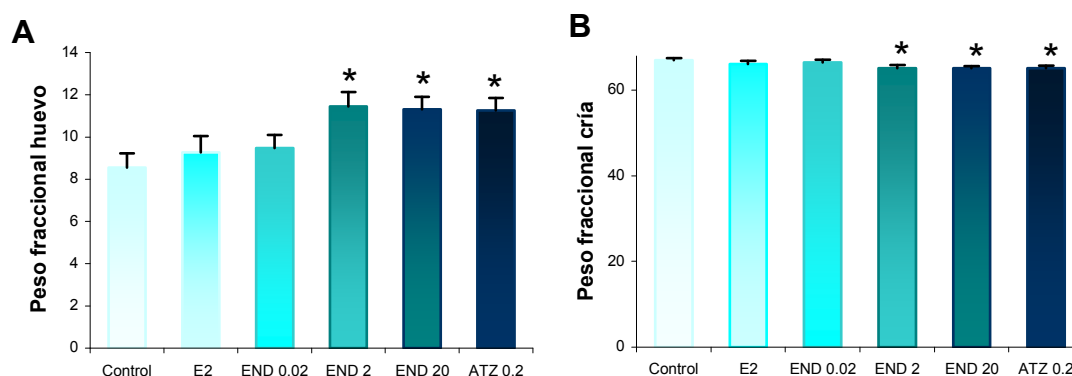 A
Peso fraccional huevo
14
12
10
8
6
4
2
0
* * *
Control E2 END 0.02 END 2 END 20 ATZ 0.2
B
Peso fraccional cría
60
40
20
0
* * *
Control E2 END 0.02 END 2 END 20 ATZ 0.2